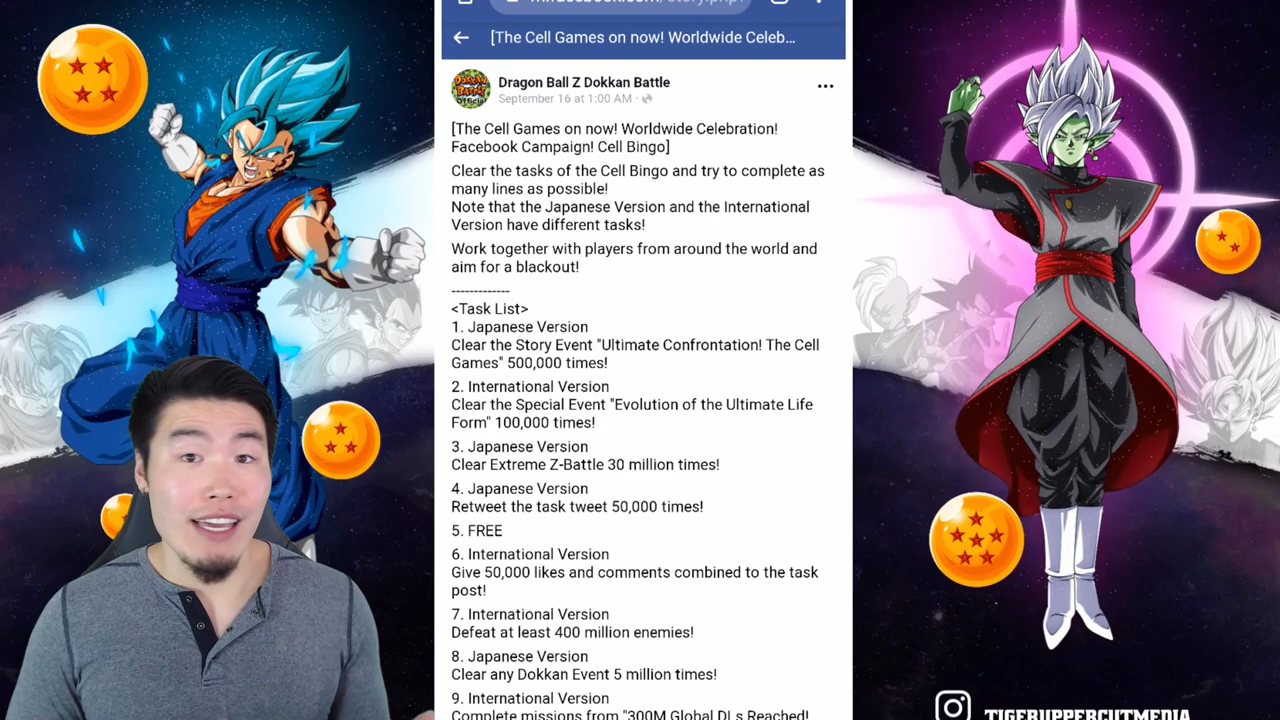 [The Cell Games on now! Worldwide Celeb...
Dragon Ball Z Dokkan Battle
September 16 at 1:00 AM ·
[The Cell Games on now! Worldwide Celebration!
Facebook Campaign! Cell Bingo]
Clear the tasks of the Cell Bingo and try to complete as
many lines as possible!
Note that the Japanese Version and the International
Version have different tasks!
Work together with players from around the world and
aim for a blackout!
-------------
<Task List>
1. Japanese Version
Clear the Story Event "Ultimate Confrontation! The Cell
Games" 500,000 times!
2. International Version
Clear the Special Event "Evolution of the Ultimate Life
Form" 100,000 times!
3. Japanese Version
Clear Extreme Z-Battle 30 million times!
4. Japanese Version
Retweet the task tweet 50,000 times!
5. FREE
6. International Version
Give 50,000 likes and comments combined to the task
post!
7. International Version
Defeat at least 400 million enemies!
8. Japanese Version
Clear any Dokkan Event 5 million times!
9. International Version
Complete missions from "300M Global DLs Reached!
TIGERUPPERCUTMEDIA